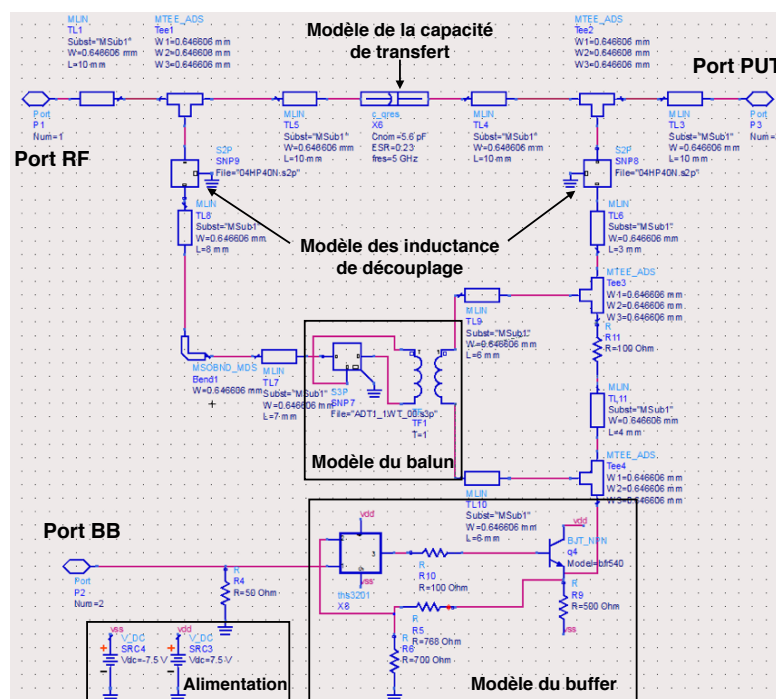 MLIN
TL1
Subst="MSub1"
W=0.646606 mm
L=10 mm
MTEE_ADS
Tee1
W1=0.646606 mm
W2=0.646606 mm
W3=0.646606 mm
Modèle de la capacité
de transfert
MTEE_ADS
Tee2
W1=0.646606 mm
W2=0.646606 mm
W3=0.646606 mm
Port PUT
Port
P1
Num=1
Port RF
MLIN
TL5
Subst="MSub1"
W=0.646606 mm
L=10 mm
c_qres
X6
Cnom=5.6 pF
ESR=0.23
fres=5 GHz
MLIN
TL4
Subst="MSub1"
W=0.646606 mm
L=10 mm
MLIN
TL3
Subst="MSub1"
W=0.646606 mm
L=10 mm
Port
P3
S2P
SNP9
File="04HP40N.s2p"
S2P
SNP8
File="04HP40N.s2p"
MLIN
TL8
Subst="MSub1"
W=0.646606 mm
L=8 mm
Modèle des inductance
de découplage
MLIN
TL6
Subst="MSub1"
W=0.646606 mm
L=3 mm
MTEE_ADS
Tee3
W1=0.646606 mm
W2=0.646606 mm
W3=0.646606 mm
MLIN
TL9
Subst="MSub1"
W=0.646606 mm
L=6 mm
R
R11
R=100 Ohm
MSOBND_MDS
Bend1
W=0.646606 mm
MLIN
TL7
Subst="MSub1"
W=0.646606 mm
L=7 mm
S3P
SNP7
TF
TF1
T=1
Modèle du balun
MLIN
TL11
Subst="MSub1"
W=0.646606 mm
L=4 mm
MTEE_ADS
Tee4
W1=0.646606 mm
W2=0.646606 mm
W3=0.646606 mm
MLIN
TL10
Subst="MSub1"
W=0.646606 mm
L=6 mm
Port BB
Port
P2
Num=2
R
R4
R=50 Ohm
vdd
3
vss
ths3201
X8
R
R10
R=100 Ohm
vdd
BJT_NPN
q4
Model=bfr540
R
R9
R=500 Ohm
vss
R
R5
R=768 Ohm
R
R6
R=700 Ohm
Modèle du buffer
vss
V_DC
SRC4
Vdc=-7.5 V
vdd
V_DC
SRC3
Vdc=7.5 V
Alimentation